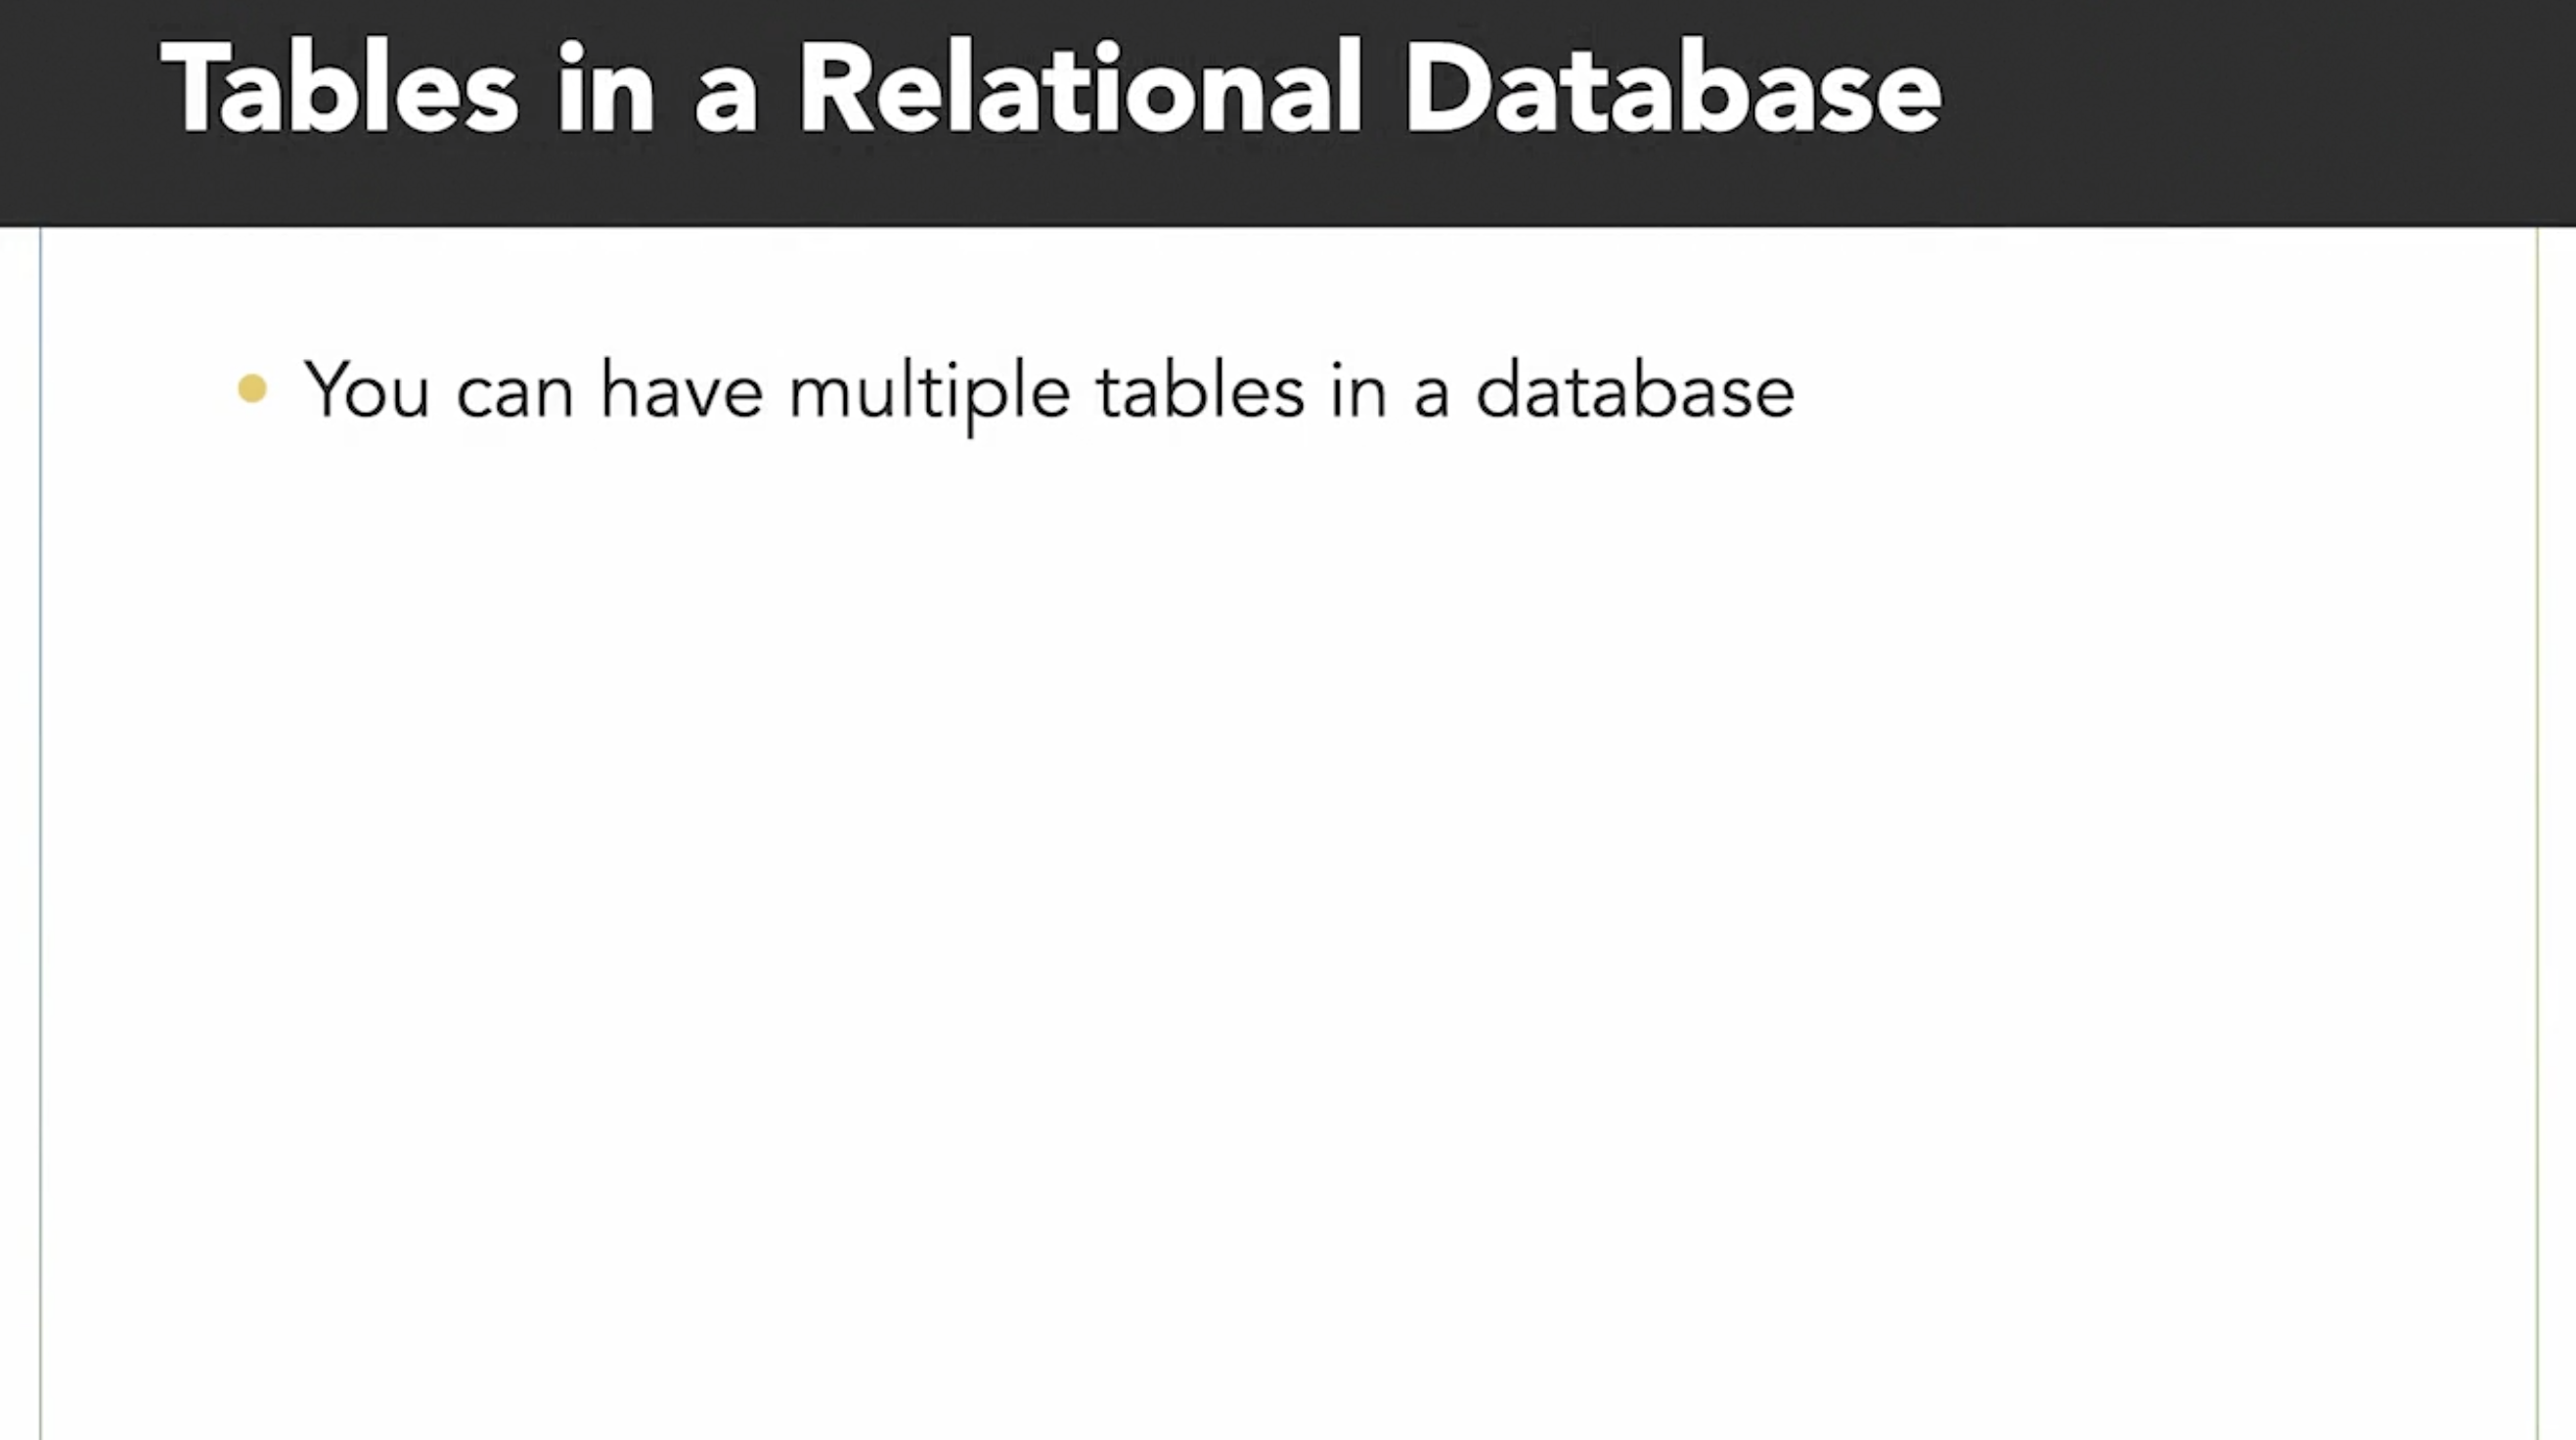 Tables in a Relational Database
You can have multiple tables in a database